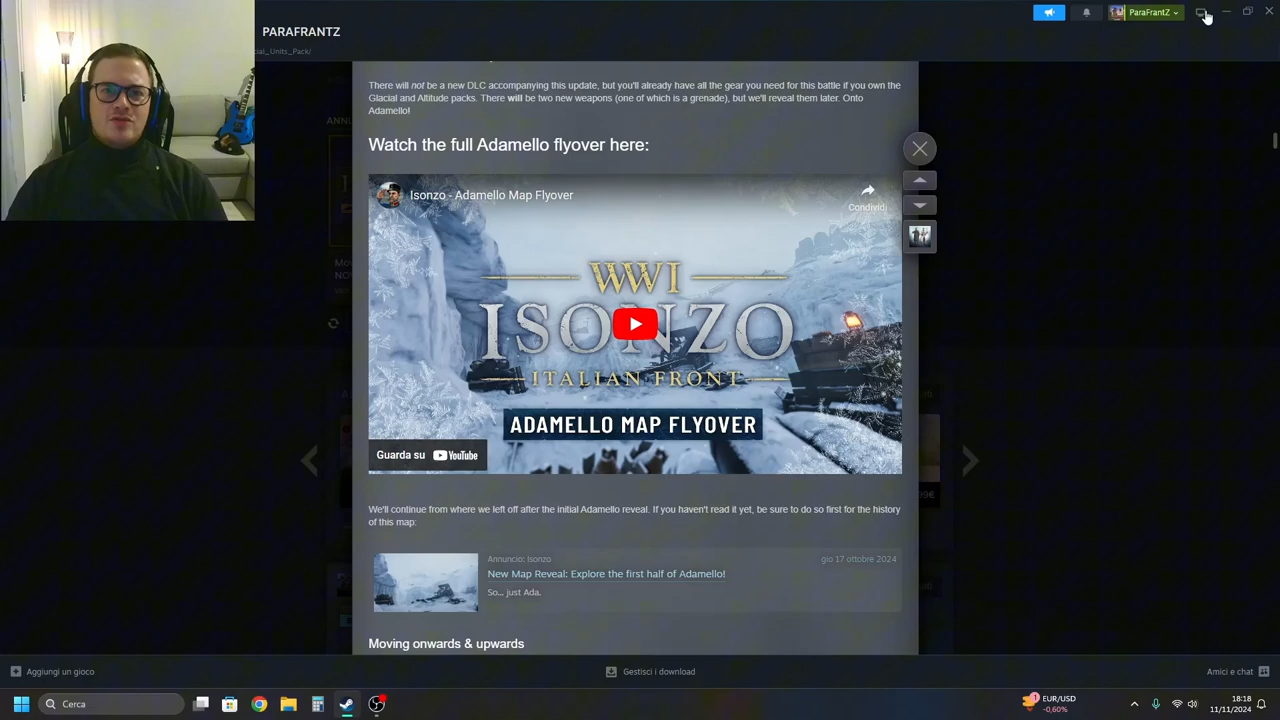 PARAFRANTZ
ParaFrantZ
cial_Units_Pack/
There will not be a new DLC accompanying this update, but you'll already have all the gear you need for this battle if you own the
Glacial and Altitude packs. There will be two new weapons (one of which is a grenade), but we'll reveal them later. Onto
Adamello!
Watch the full Adamello flyover here:
Isonzo - Adamello Map Flyover
Condividi
WWI
ISONZO
ITALIAN FRONT
ADAMELLO MAP FLYOVER
Guarda su YouTube
We'll continue from where we left off after the initial Adamello reveal. If you haven't read it yet, be sure to do so first for the history
of this map:
Annuncio: Isonzo
gio 17 ottobre 2024
New Map Reveal: Explore the first half of Adamello!
So... just Ada.
Moving onwards & upwards
Aggiungi un gioco
Gestisci i download
Amici e chat
Cerca
1
EUR/USD
-0,60%
18:18
11/11/2024